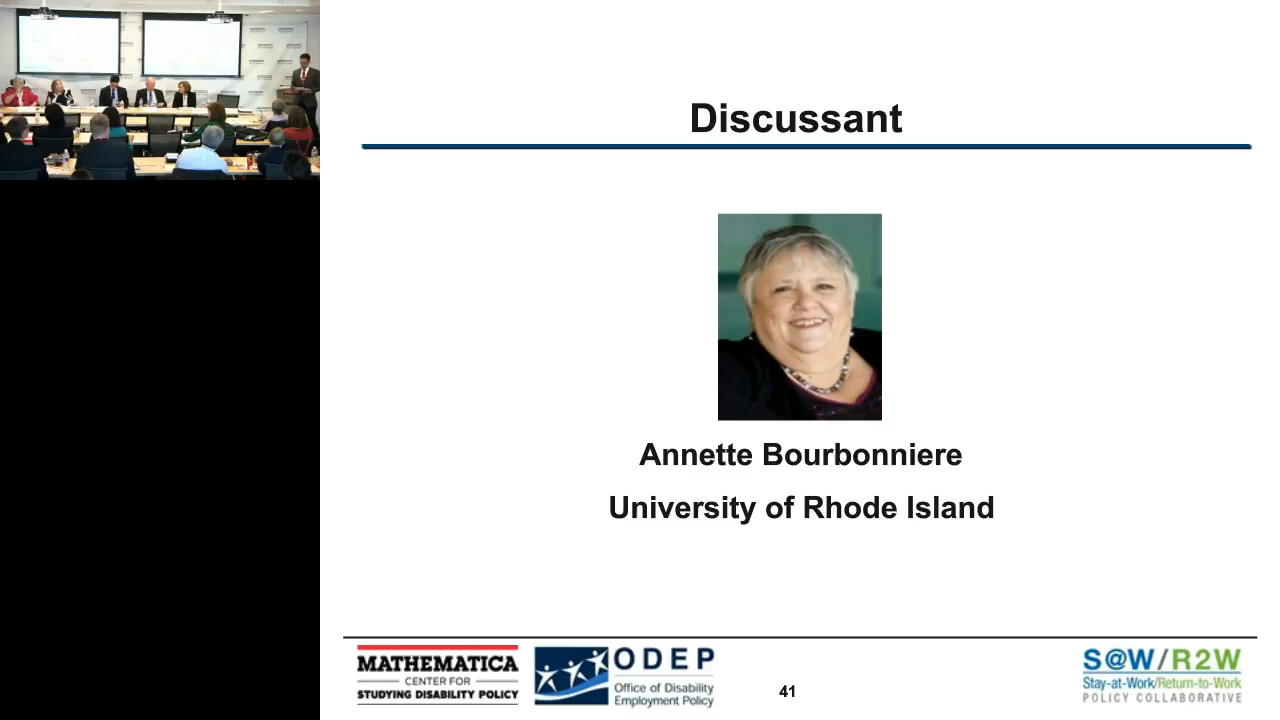 Discussant
Annette Bourbonniere
University of Rhode Island
MATHEMATICA
CENTER FOR
STUDYING DISABILITY POLICY
ODEP
Office of Disability
Employment Policy
41
S@W/R2W
Stay-at-Work/Return-to-Work
POLICY COLLABORATIVE